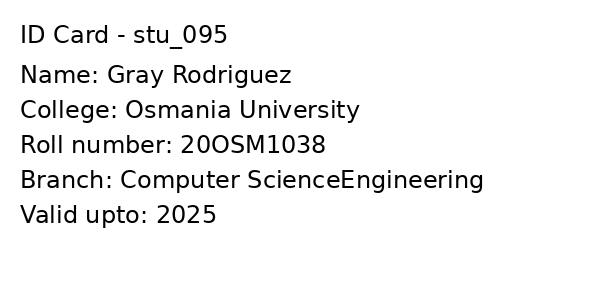 ID Card - stu_095
Name: Gray Rodriguez
College: Osmania University
Roll number: 20OSM1038
Branch: Computer ScienceEngineering
Valid upto: 2025